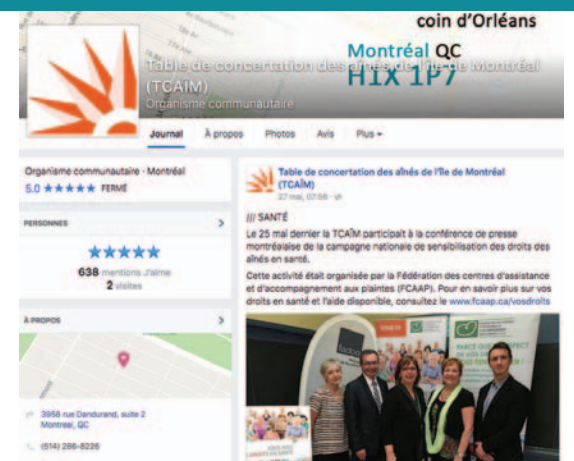 coin d'Orléans
Montréal QC
H1X 1P7
Table de concertation des aînés de l'île de Montréal
(TCAIM)
Organisme communautaire
Journal À propos Photos Avis Plus
Organisme communautaire · Montréal
5.0 ★★★★★ FERMÉ
PERSONNES >
★★★★★
638 mentions J'aime
2 visites
À PROPOS >
3958 rue Dandurand, suite 2
Montreal, QC
(514) 286-8226
Table de concertation des aînés de l'île de Montréal
(TCAÎM)
27 mai, 07:56
/// SANTÉ
Le 25 mai dernier la TCAÎM participait à la conférence de presse
montréalaise de la campagne nationale de sensibilisation des droits des
aînés en santé.
Cette activité était organisée par la Fédération des centres d'assistance
et d'accompagnement aux plaintes (FCAAP). Pour en savoir plus sur vos
droits en santé et l'aide disponible, consultez le www.fcaap.ca/vosdroits
fadoq